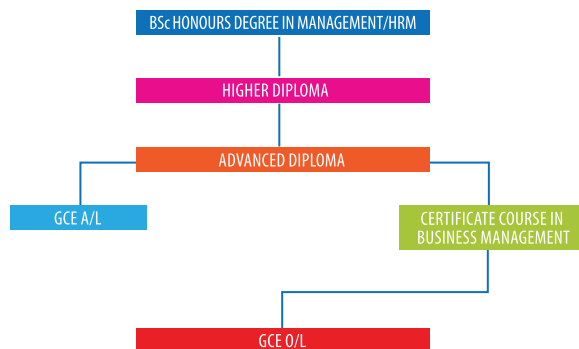 BSc HONOURS DEGREE IN MANAGEMENT/HRM
HIGHER DIPLOMA
ADVANCED DIPLOMA
GCE A/L
CERTIFICATE COURSE IN
BUSINESS MANAGEMENT
GCE O/L